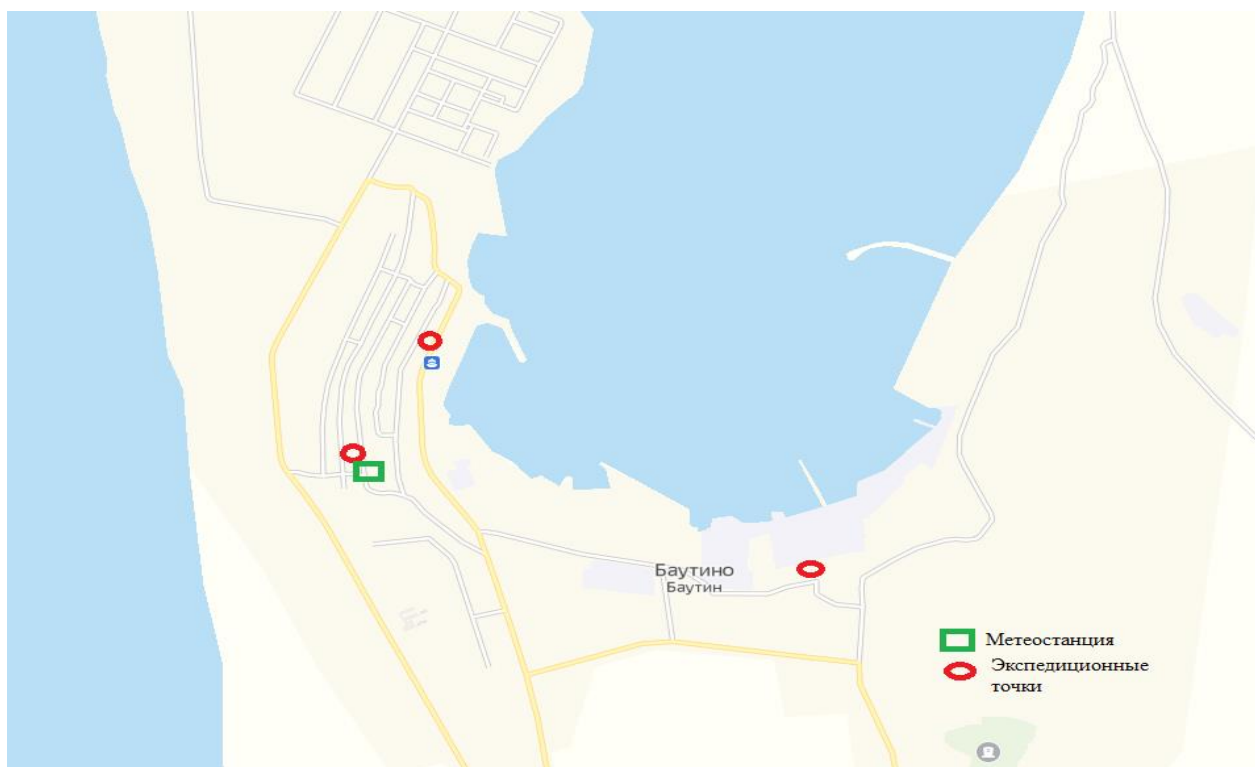 Баутино
Баутин
Метеостанция
Экспедиционные
точки